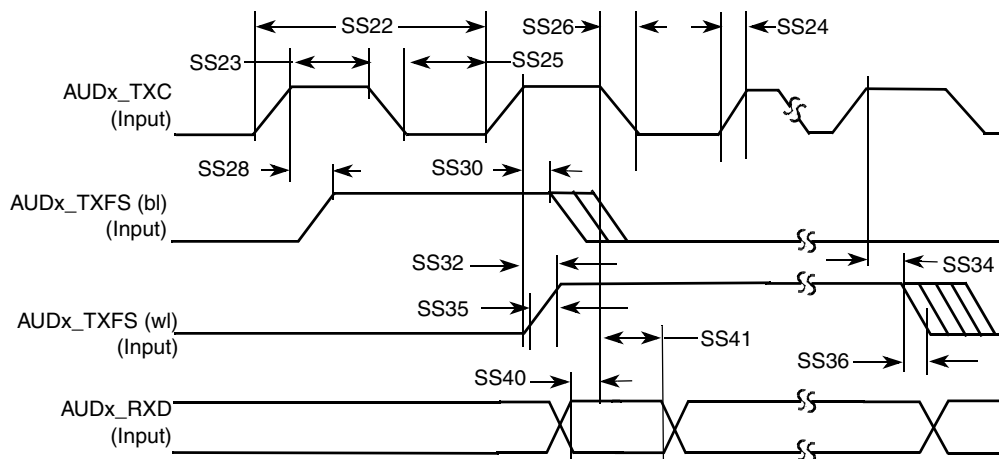 SS22
SS26
SS24
SS23
SS25
AUDx_TXC
(Input)
SS28
SS30
AUDx_TXFS (bl)
(Input)
SS32
SS34
SS35
AUDx_TXFS (wl)
(Input)
SS41
SS36
SS40
AUDx_RXD
(Input)